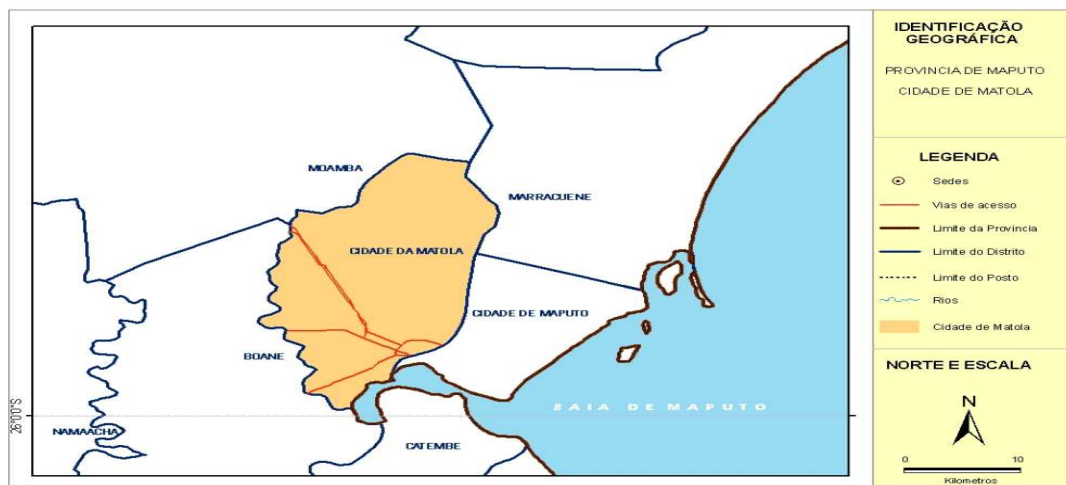 MOAMBA
MARRACUENE
CIDADE DA MATOLA
CIDADE DE MAPUTO
BOANE
BAIA DE MAPUTO
26°0'0"S
NAMAACHA
CATEMBE
IDENTIFICAÇÃO
GEOGRÁFICA
PROVINCIA DE MAPUTO
CIDADE DE MATOLA
LEGENDA
Sedes
Vias de acesso
Limite da Provincia
Limite do Distrito
Limite do Posto
Rios
Cidade de Matola
NORTE E ESCALA
N
0 10
Kilometros